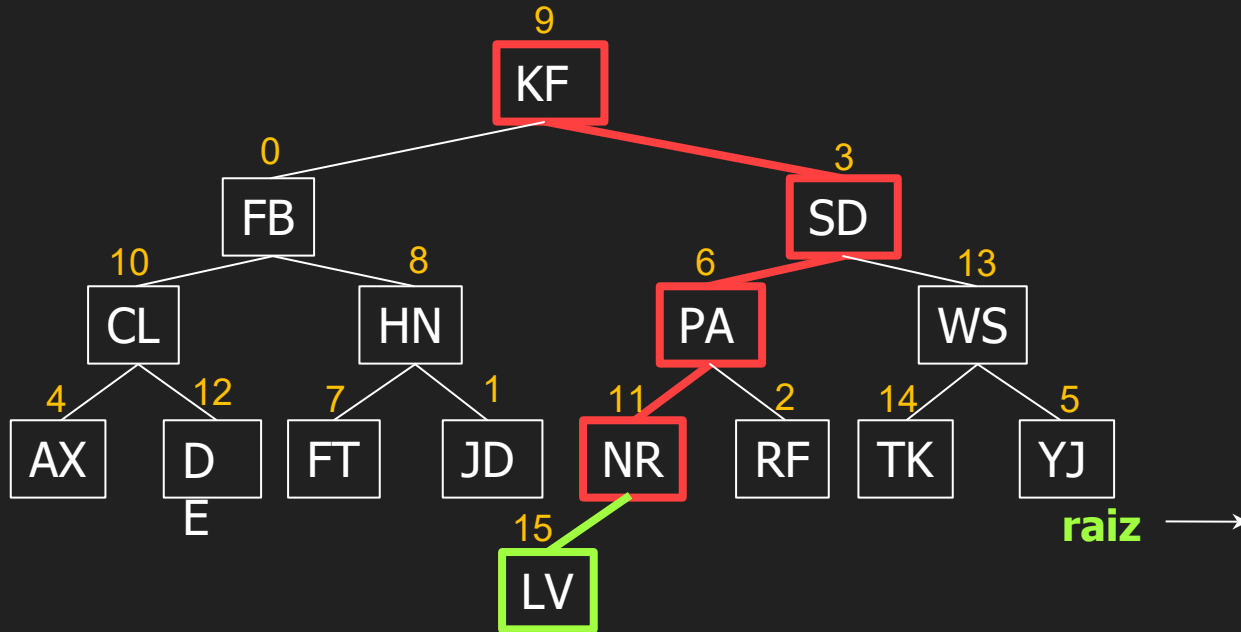 9
KF
0 3
FB SD
10 8 6 13
CL HN PA WS
4 12 7 1 11 2 14 5
AX D FT JD NR RF TK YJ
E
15 raiz
LV